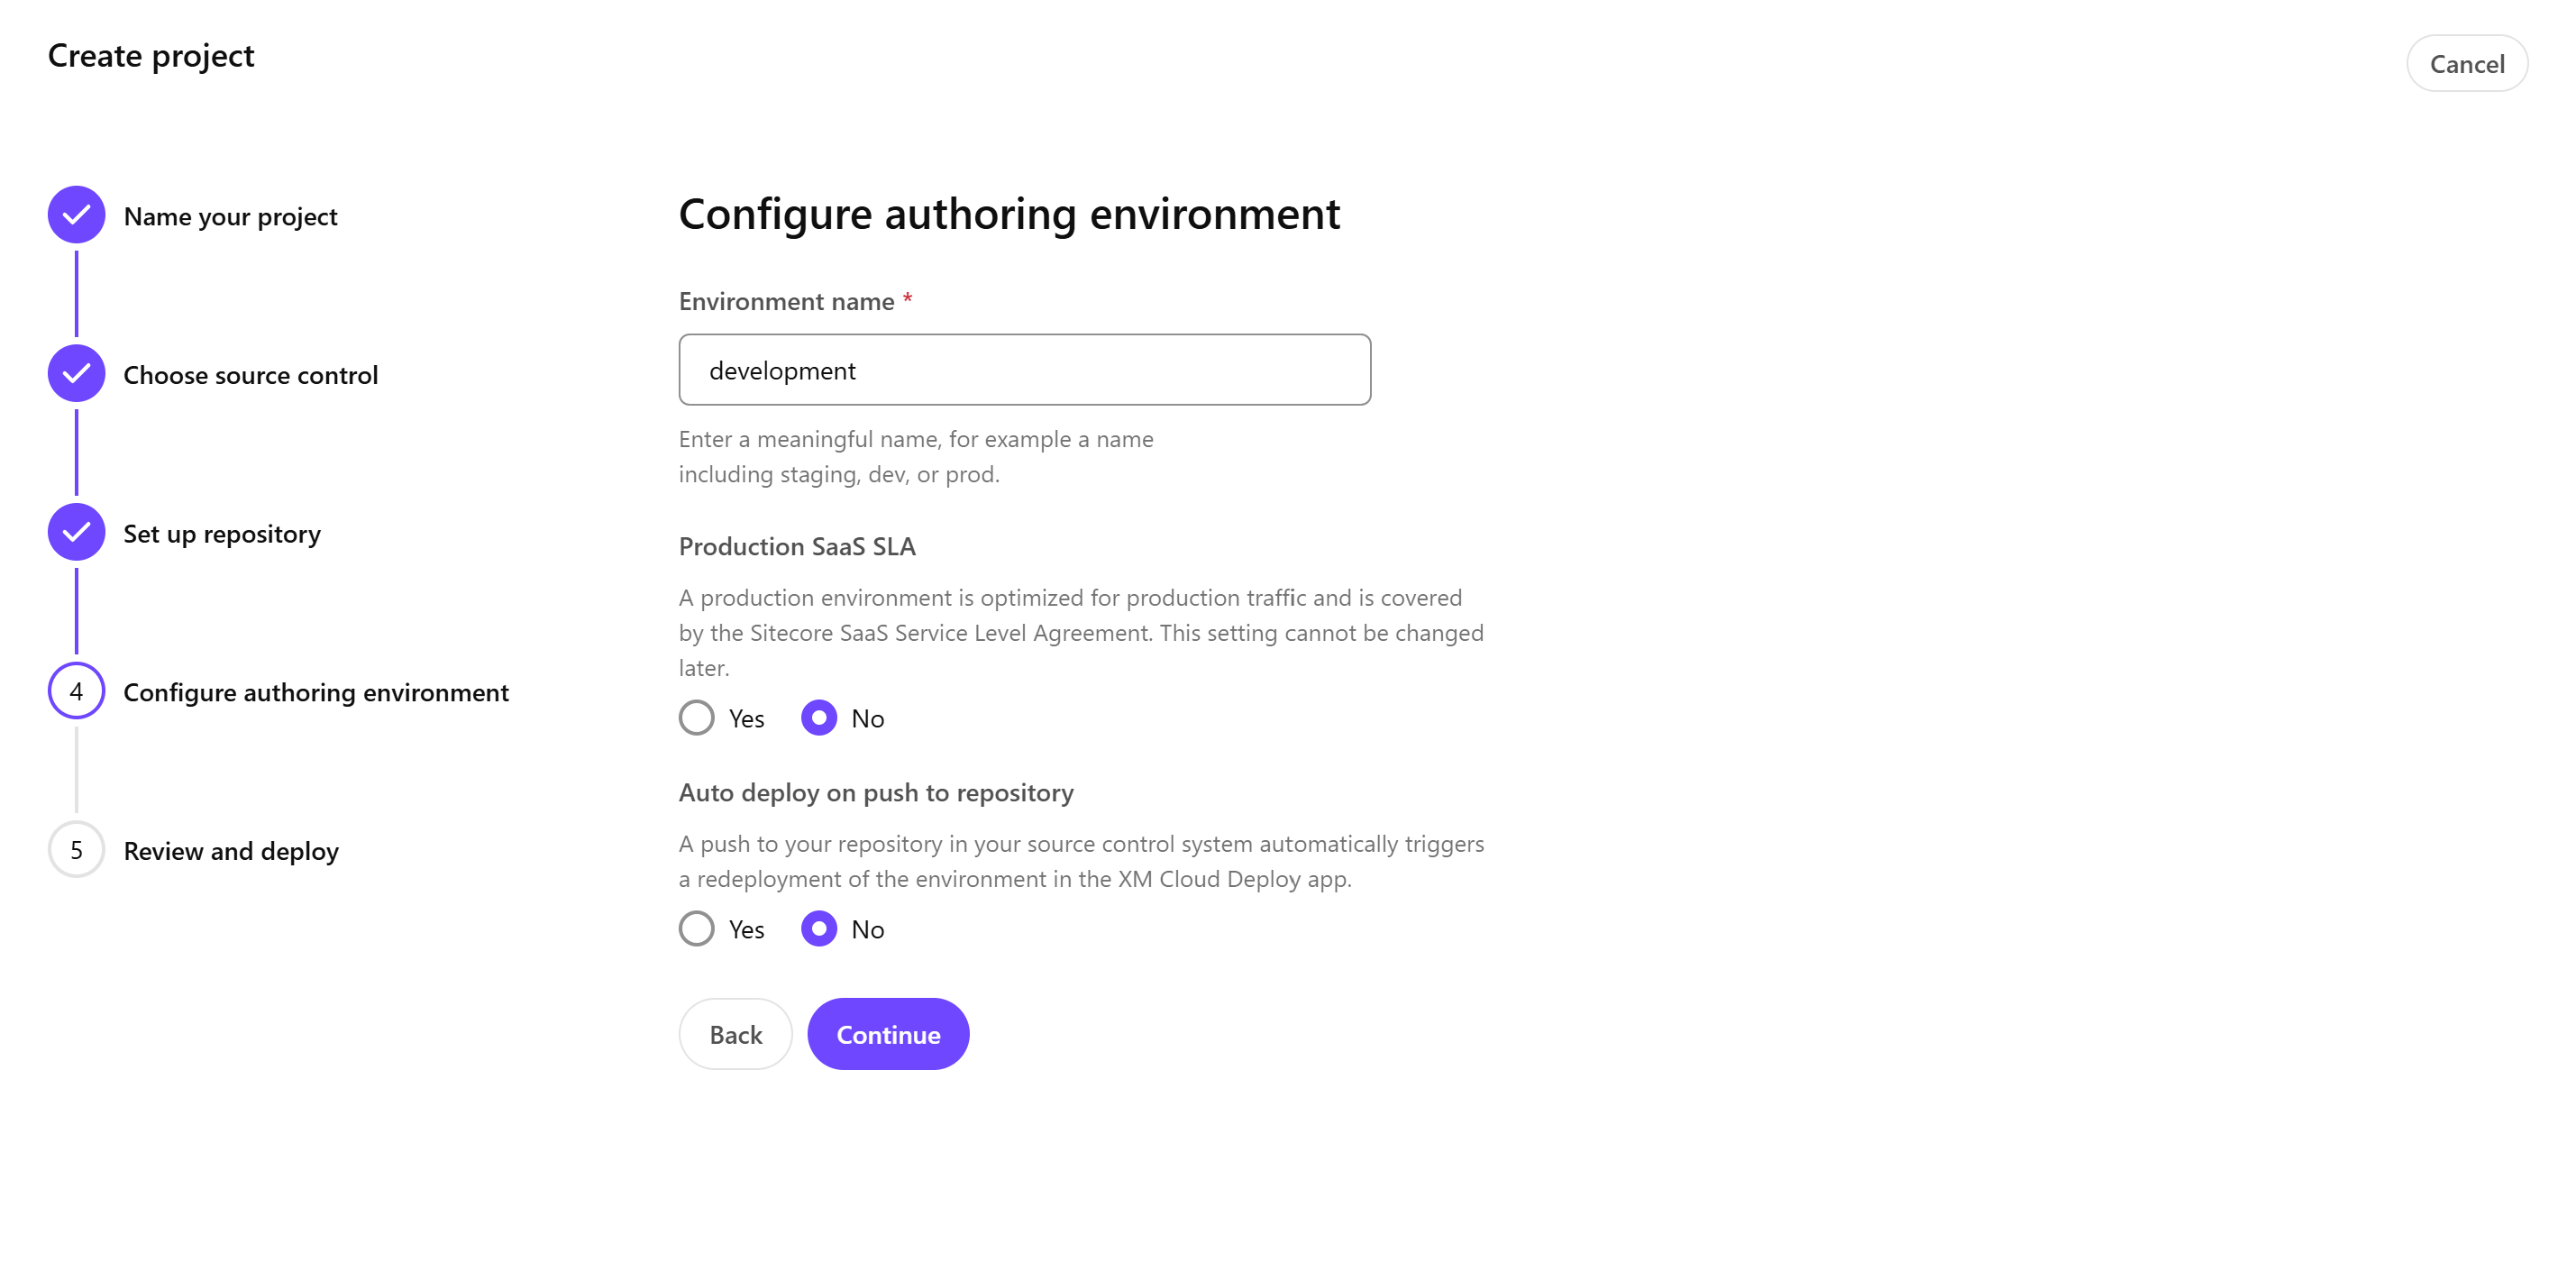 Create project
Cancel
Name your project
Choose source control
Set up repository
4
Configure authoring environment
5
Review and deploy
Configure authoring environment
Environment name *
development
Enter a meaningful name, for example a name
including staging, dev, or prod.
Production SaaS SLA
A production environment is optimized for production traffic and is covered
by the Sitecore SaaS Service Level Agreement. This setting cannot be changed
later.
Yes
No
Auto deploy on push to repository
A push to your repository in your source control system automatically triggers
a redeployment of the environment in the XM Cloud Deploy app.
Yes
No
Back
Continue